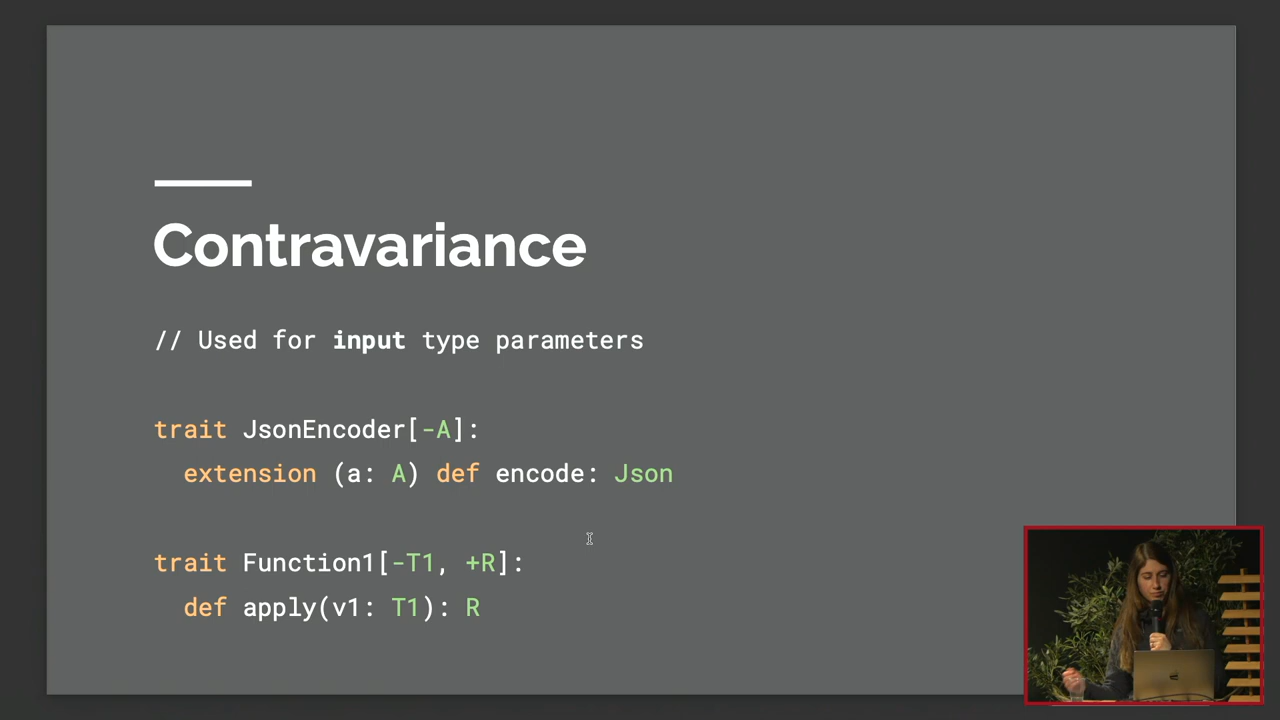 Contravariance
// Used for input type parameters
trait JsonEncoder[-A]:
extension (a: A) def encode: Json
trait Function1[-T1, +R]:
def apply(v1: T1): R